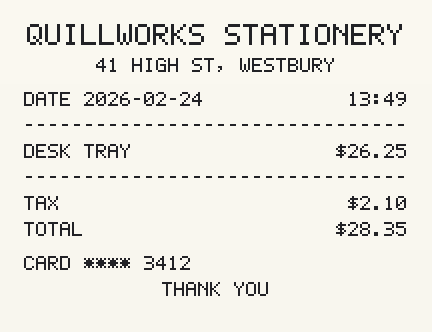 QUILLWORKS STATIONERY
41 HIGH ST, WESTBURY
DATE 2026-02-24 13:49
--------------------------------
DESK TRAY $26.25
--------------------------------
TAX $2.10
TOTAL $28.35
CARD **** 3412
THANK YOU